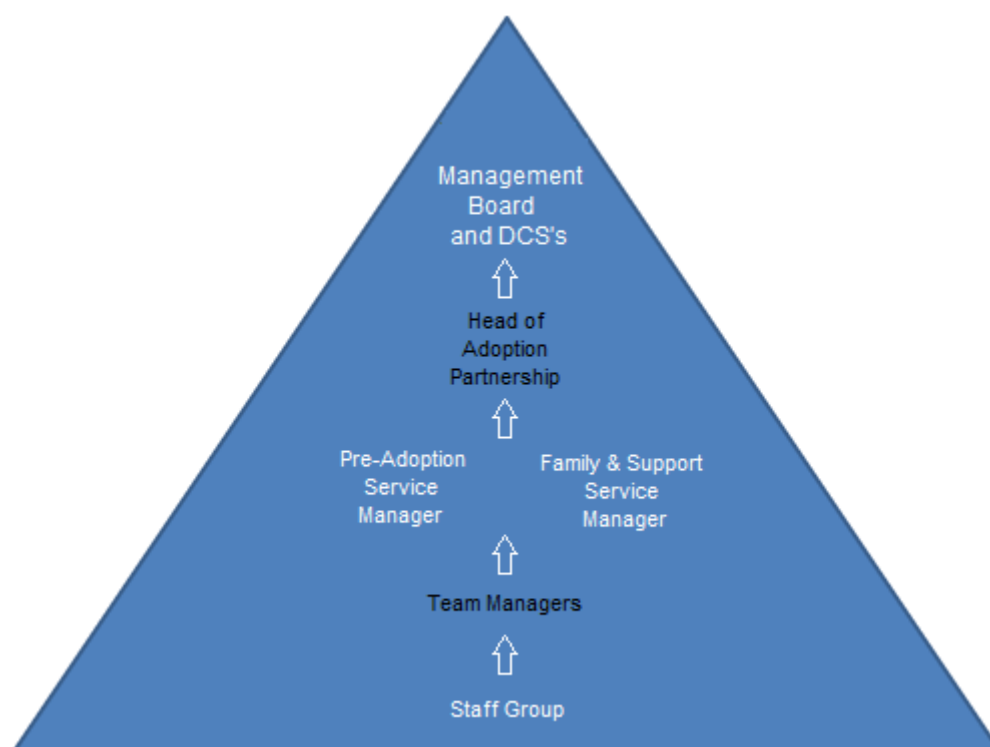 Management
Board
and DCS's
Head of
Adoption
Partnership
Pre-Adoption
Service
Manager
Family & Support
Service
Manager
Team Managers
Staff Group